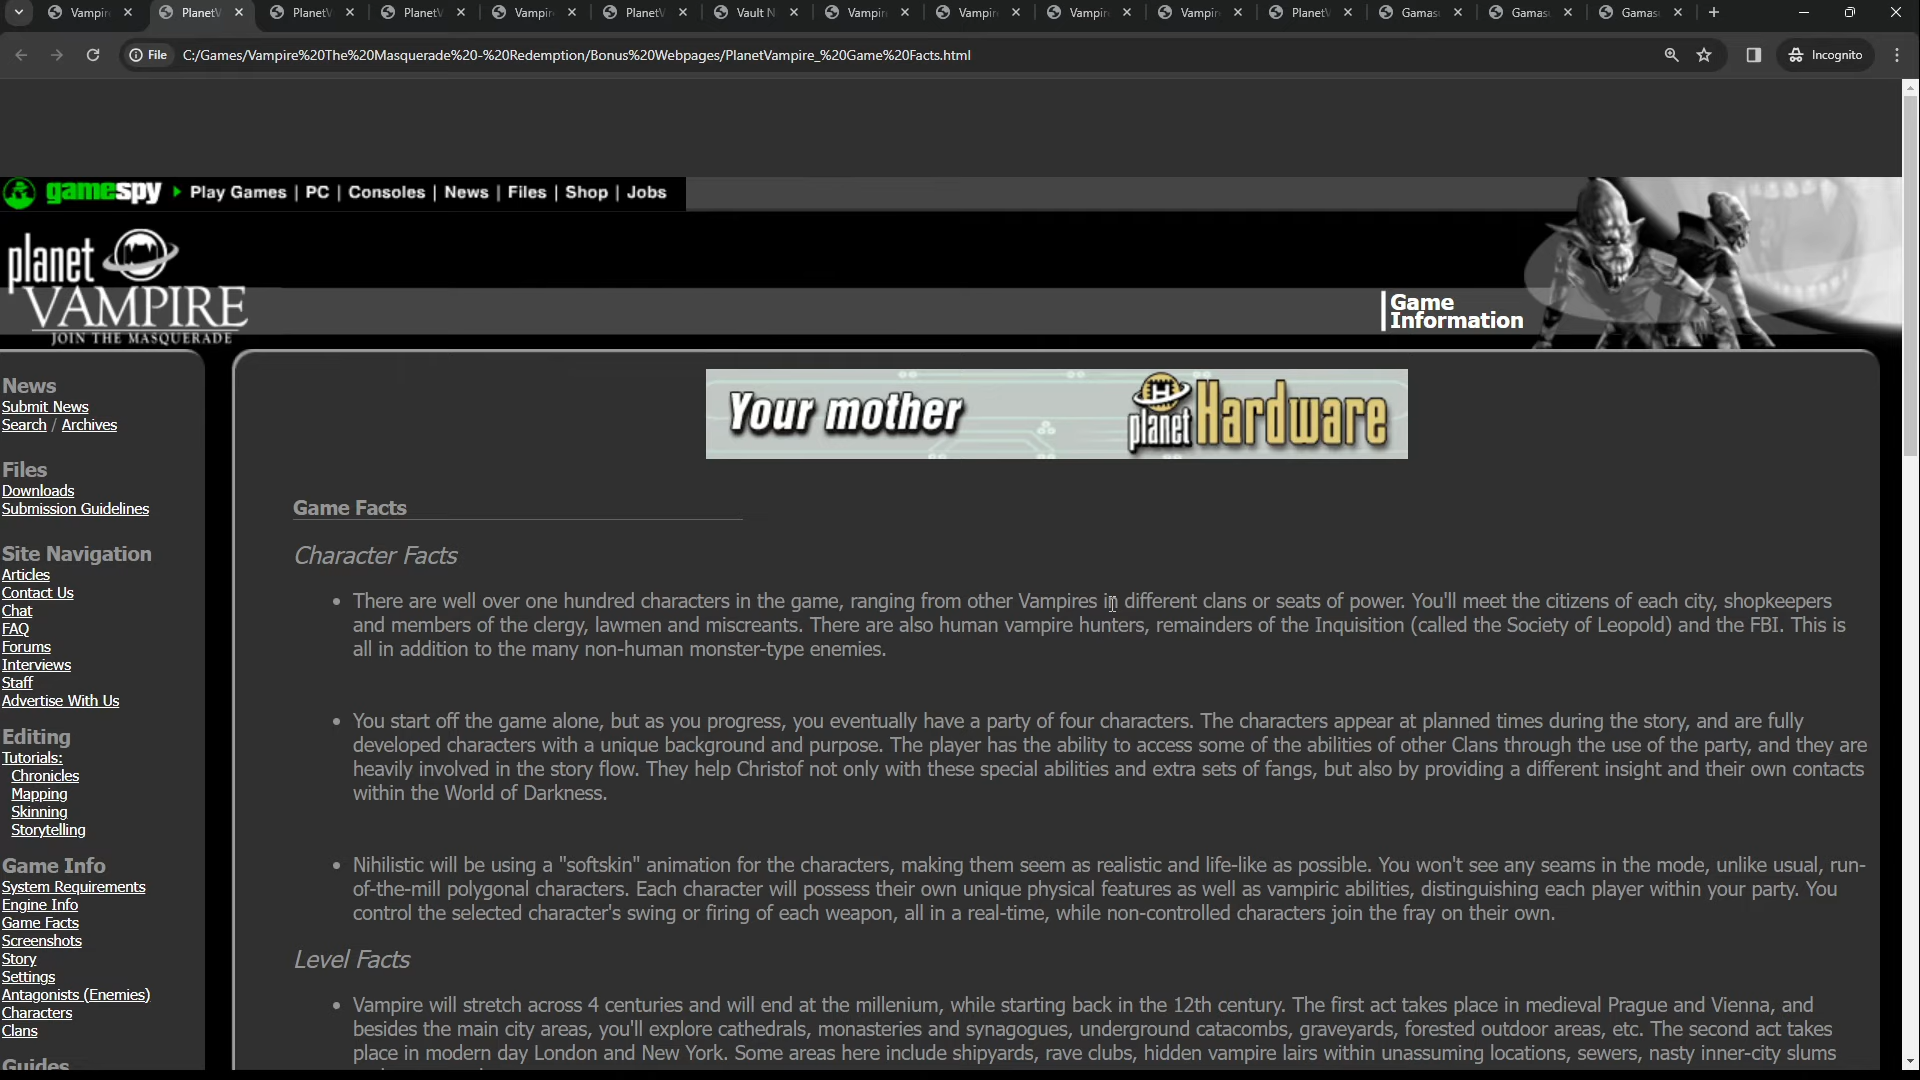 Vampir PlanetV PlanetV PlanetV Vampir PlanetV Vault N Vampir Vampir Vampir Vampir PlanetV Gamas Gamas Gamas
File C:/Games/Vampire%20The%20Masquerade%20-%20Redemption/Bonus%20Webpages/PlanetVampire_%20Game%20Facts.html Incognito
gamespy Play Games | PC | Consoles | News | Files | Shop | Jobs
planet
VAMPIRE
JOIN THE MASQUERADE
Game
Information
News
Submit News
Search / Archives
Files
Downloads
Submission Guidelines
Site Navigation
Articles
Contact Us
Chat
FAQ
Forums
Interviews
Staff
Advertise With Us
Editing
Tutorials:
Chronicles
Mapping
Skinning
Storytelling
Game Info
System Requirements
Engine Info
Game Facts
Screenshots
Story
Settings
Antagonists (Enemies)
Characters
Clans
Guides
Your mother planet Hardware
Game Facts
Character Facts
• There are well over one hundred characters in the game, ranging from other Vampires in different clans or seats of power. You'll meet the citizens of each city, shopkeepers
and members of the clergy, lawmen and miscreants. There are also human vampire hunters, remainders of the Inquisition (called the Society of Leopold) and the FBI. This is
all in addition to the many non-human monster-type enemies.
• You start off the game alone, but as you progress, you eventually have a party of four characters. The characters appear at planned times during the story, and are fully
developed characters with a unique background and purpose. The player has the ability to access some of the abilities of other Clans through the use of the party, and they are
heavily involved in the story flow. They help Christof not only with these special abilities and extra sets of fangs, but also by providing a different insight and their own contacts
within the World of Darkness.
• Nihilistic will be using a "softskin" animation for the characters, making them seem as realistic and life-like as possible. You won't see any seams in the mode, unlike usual, run-
of-the-mill polygonal characters. Each character will possess their own unique physical features as well as vampiric abilities, distinguishing each player within your party. You
control the selected character's swing or firing of each weapon, all in a real-time, while non-controlled characters join the fray on their own.
Level Facts
• Vampire will stretch across 4 centuries and will end at the millenium, while starting back in the 12th century. The first act takes place in medieval Prague and Vienna, and
besides the main city areas, you'll explore cathedrals, monasteries and synagogues, underground catacombs, graveyards, forested outdoor areas, etc. The second act takes
place in modern day London and New York. Some areas here include shipyards, rave clubs, hidden vampire lairs within unassuming locations, sewers, nasty inner-city slums